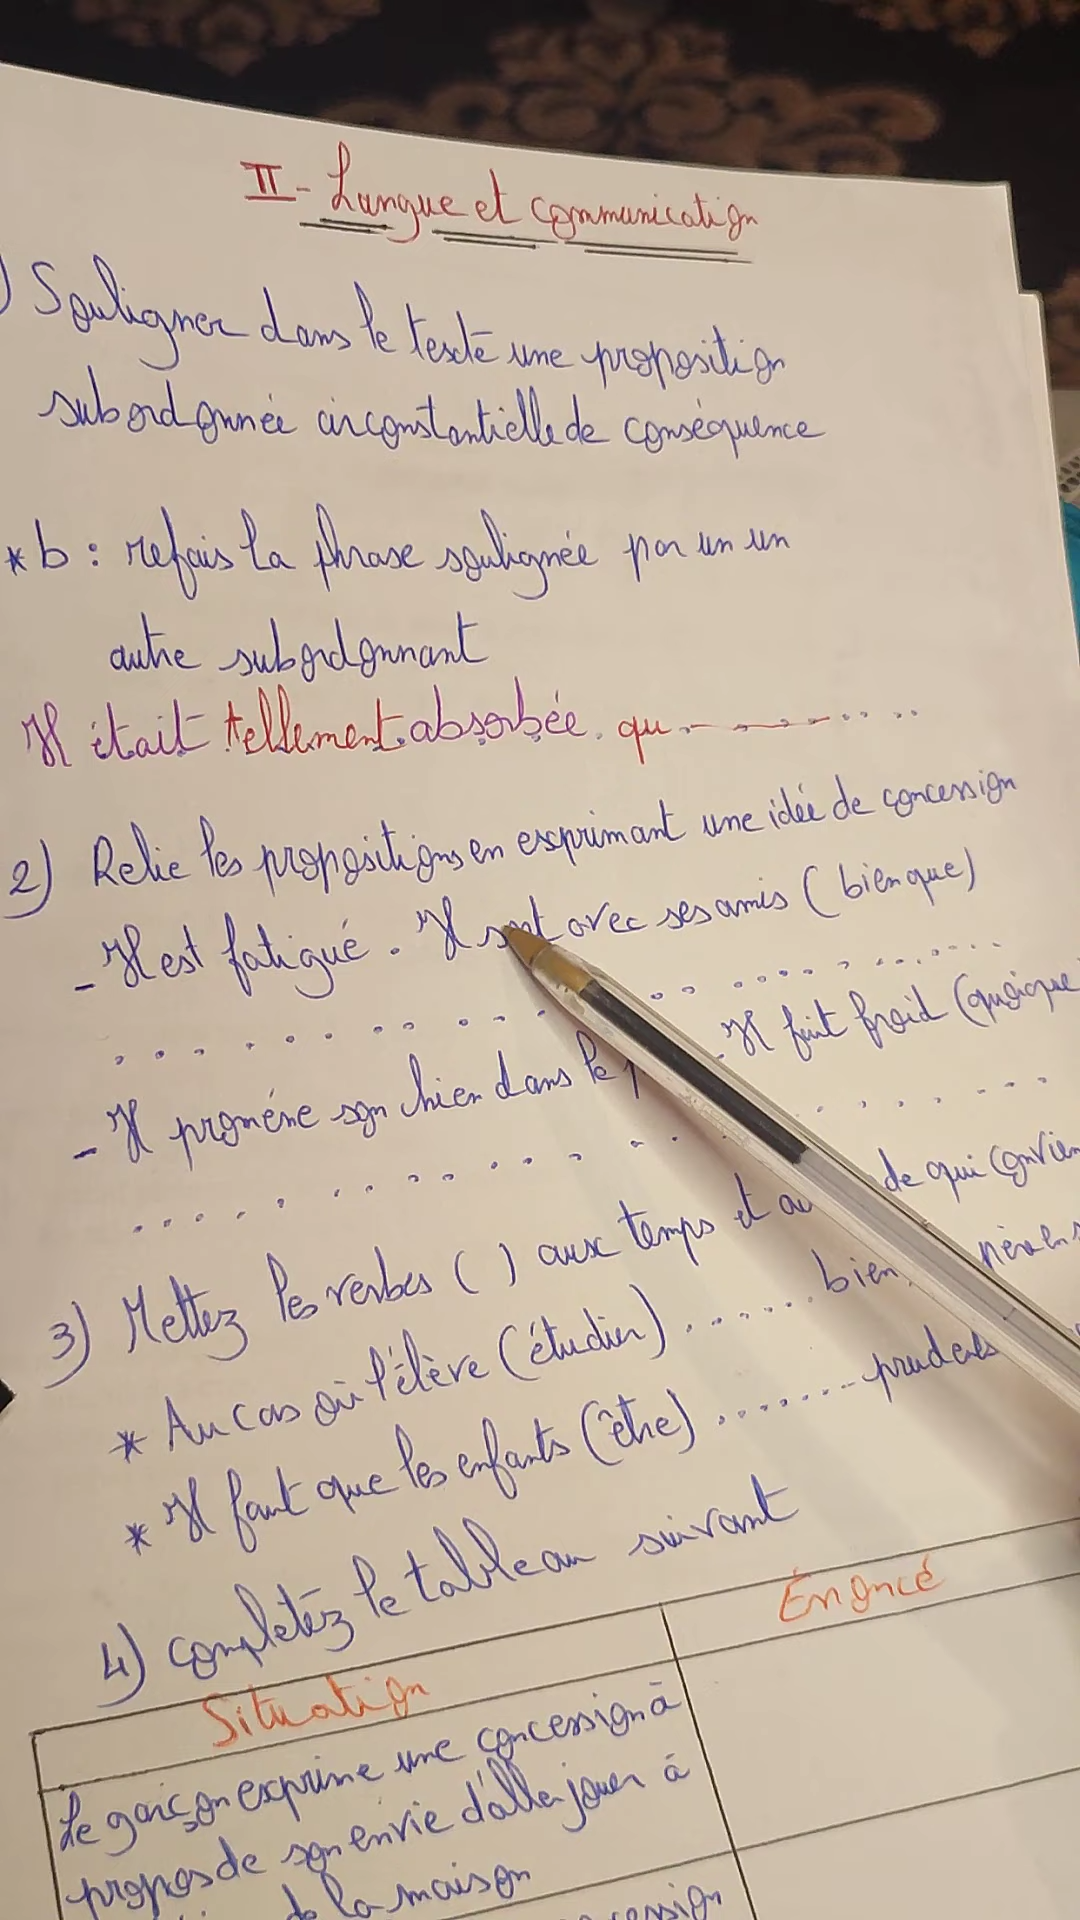 II - Langue et communication
) Souligner dans le texte une proposition
subordonnée circonstantielle de conséquence
* b : refais la phrase soulignée par un un
autre subordonnant
Il était tellement absorbée qu
2) Relie les propositions en exprimant une idée de concession
- Il est fatigué. Il sort avec ses amis (bien que)
- Il promène son chien dans le . Il fait froid (quoique
3) Mettez les verbes ( ) aux temps et au de qui convien
* Au cas où l'élève (étudier) ....... bien,
* Il faut que les enfants (être) ....... prudents
4) complétez le tableau suivant
Situation
Énoncé
Le garçon exprime une concession à
propos de son envie d'aller jouer à
de la maison